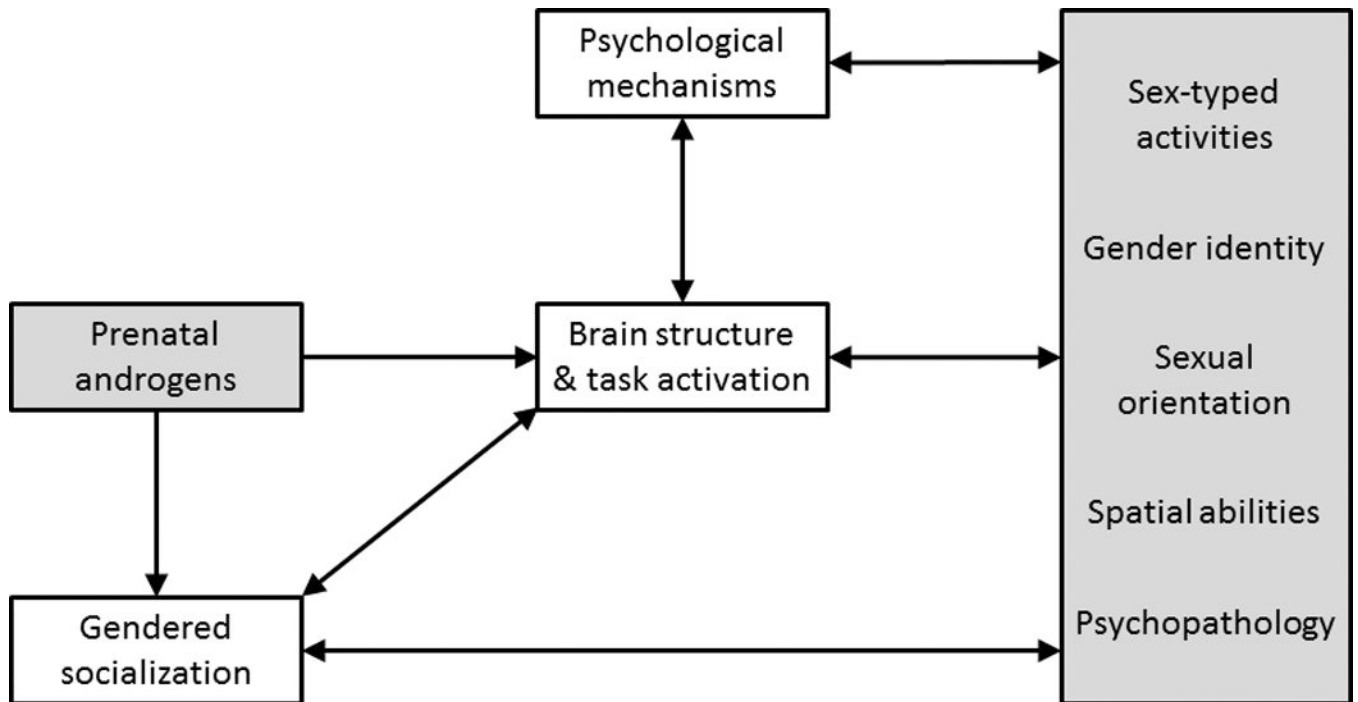 Psychological
mechanisms
Sex-typed
activities
Gender identity
Prenatal
androgens
Brain structure
& task activation
Sexual
orientation
Spatial abilities
Gendered
socialization
Psychopathology